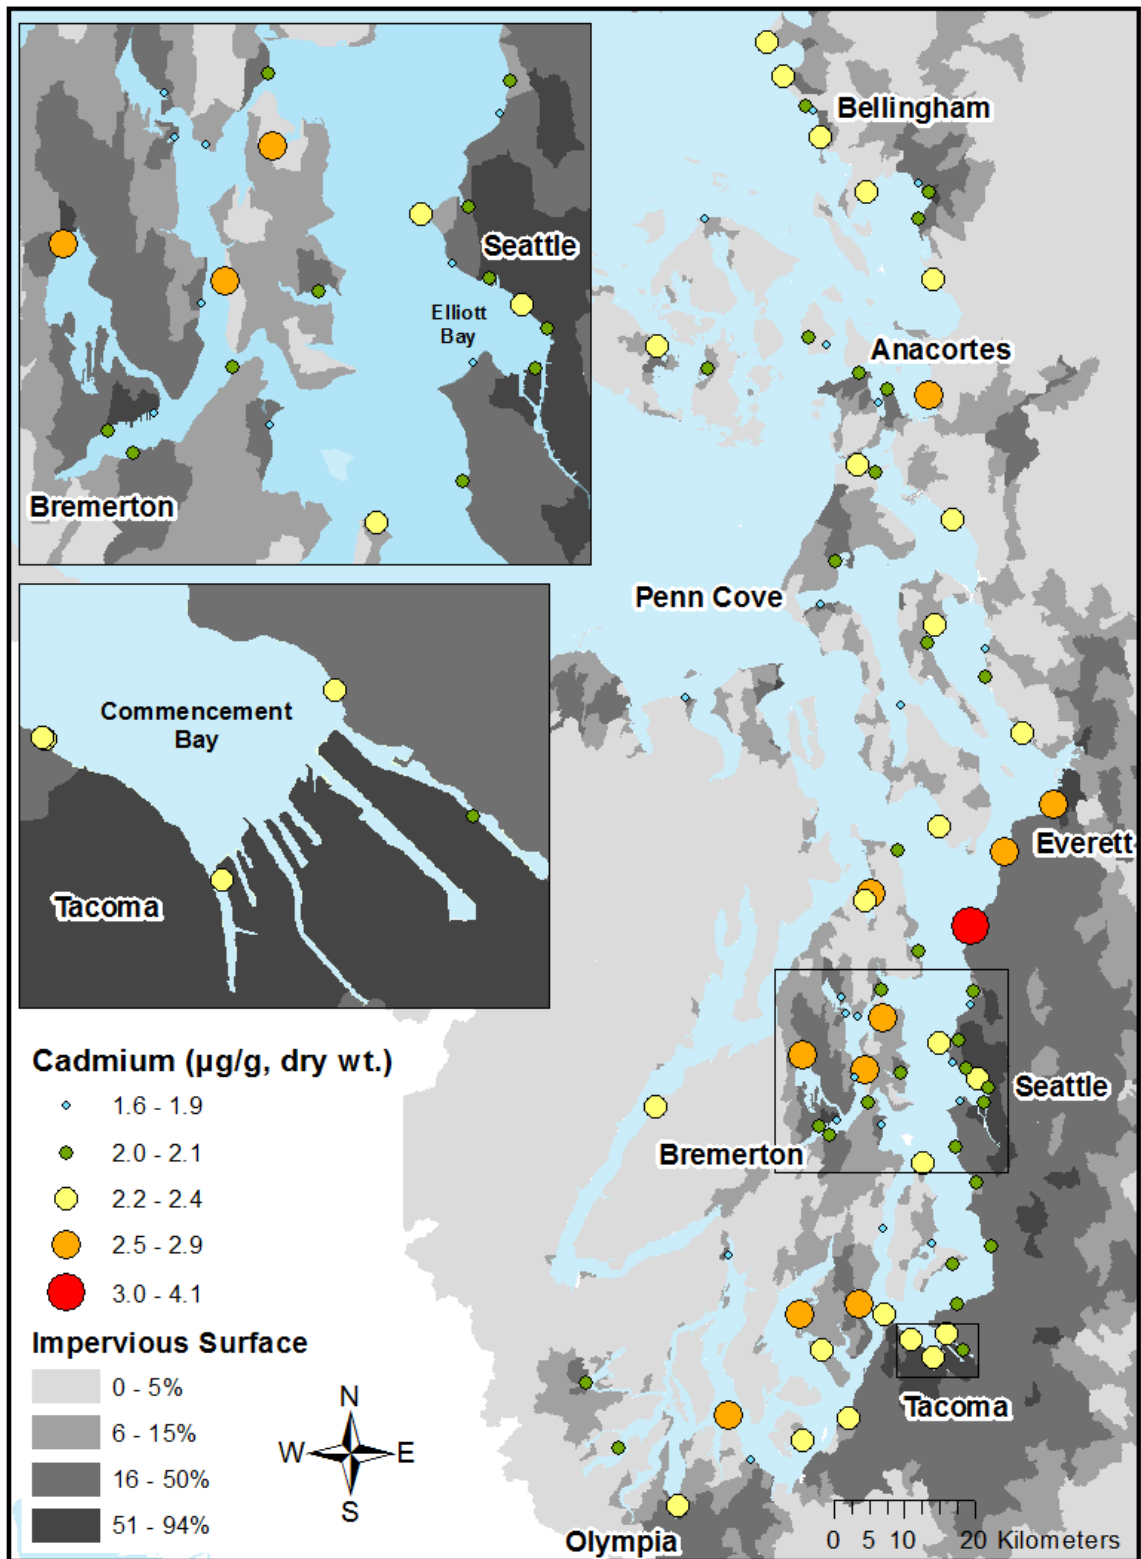 Bellingham
Seattle
Elliott
Bay
Anacortes
Bremerton
Penn Cove
Commencement
Bay
Tacoma
Everett
Cadmium (µg/g, dry wt.)
1.6 - 1.9
2.0 - 2.1
2.2 - 2.4
2.5 - 2.9
3.0 - 4.1
Seattle
Bremerton
Impervious Surface
0 - 5%
6 - 15%
16 - 50%
51 - 94%
N
W
E
S
Tacoma
Olympia
0 5 10 20 Kilometers